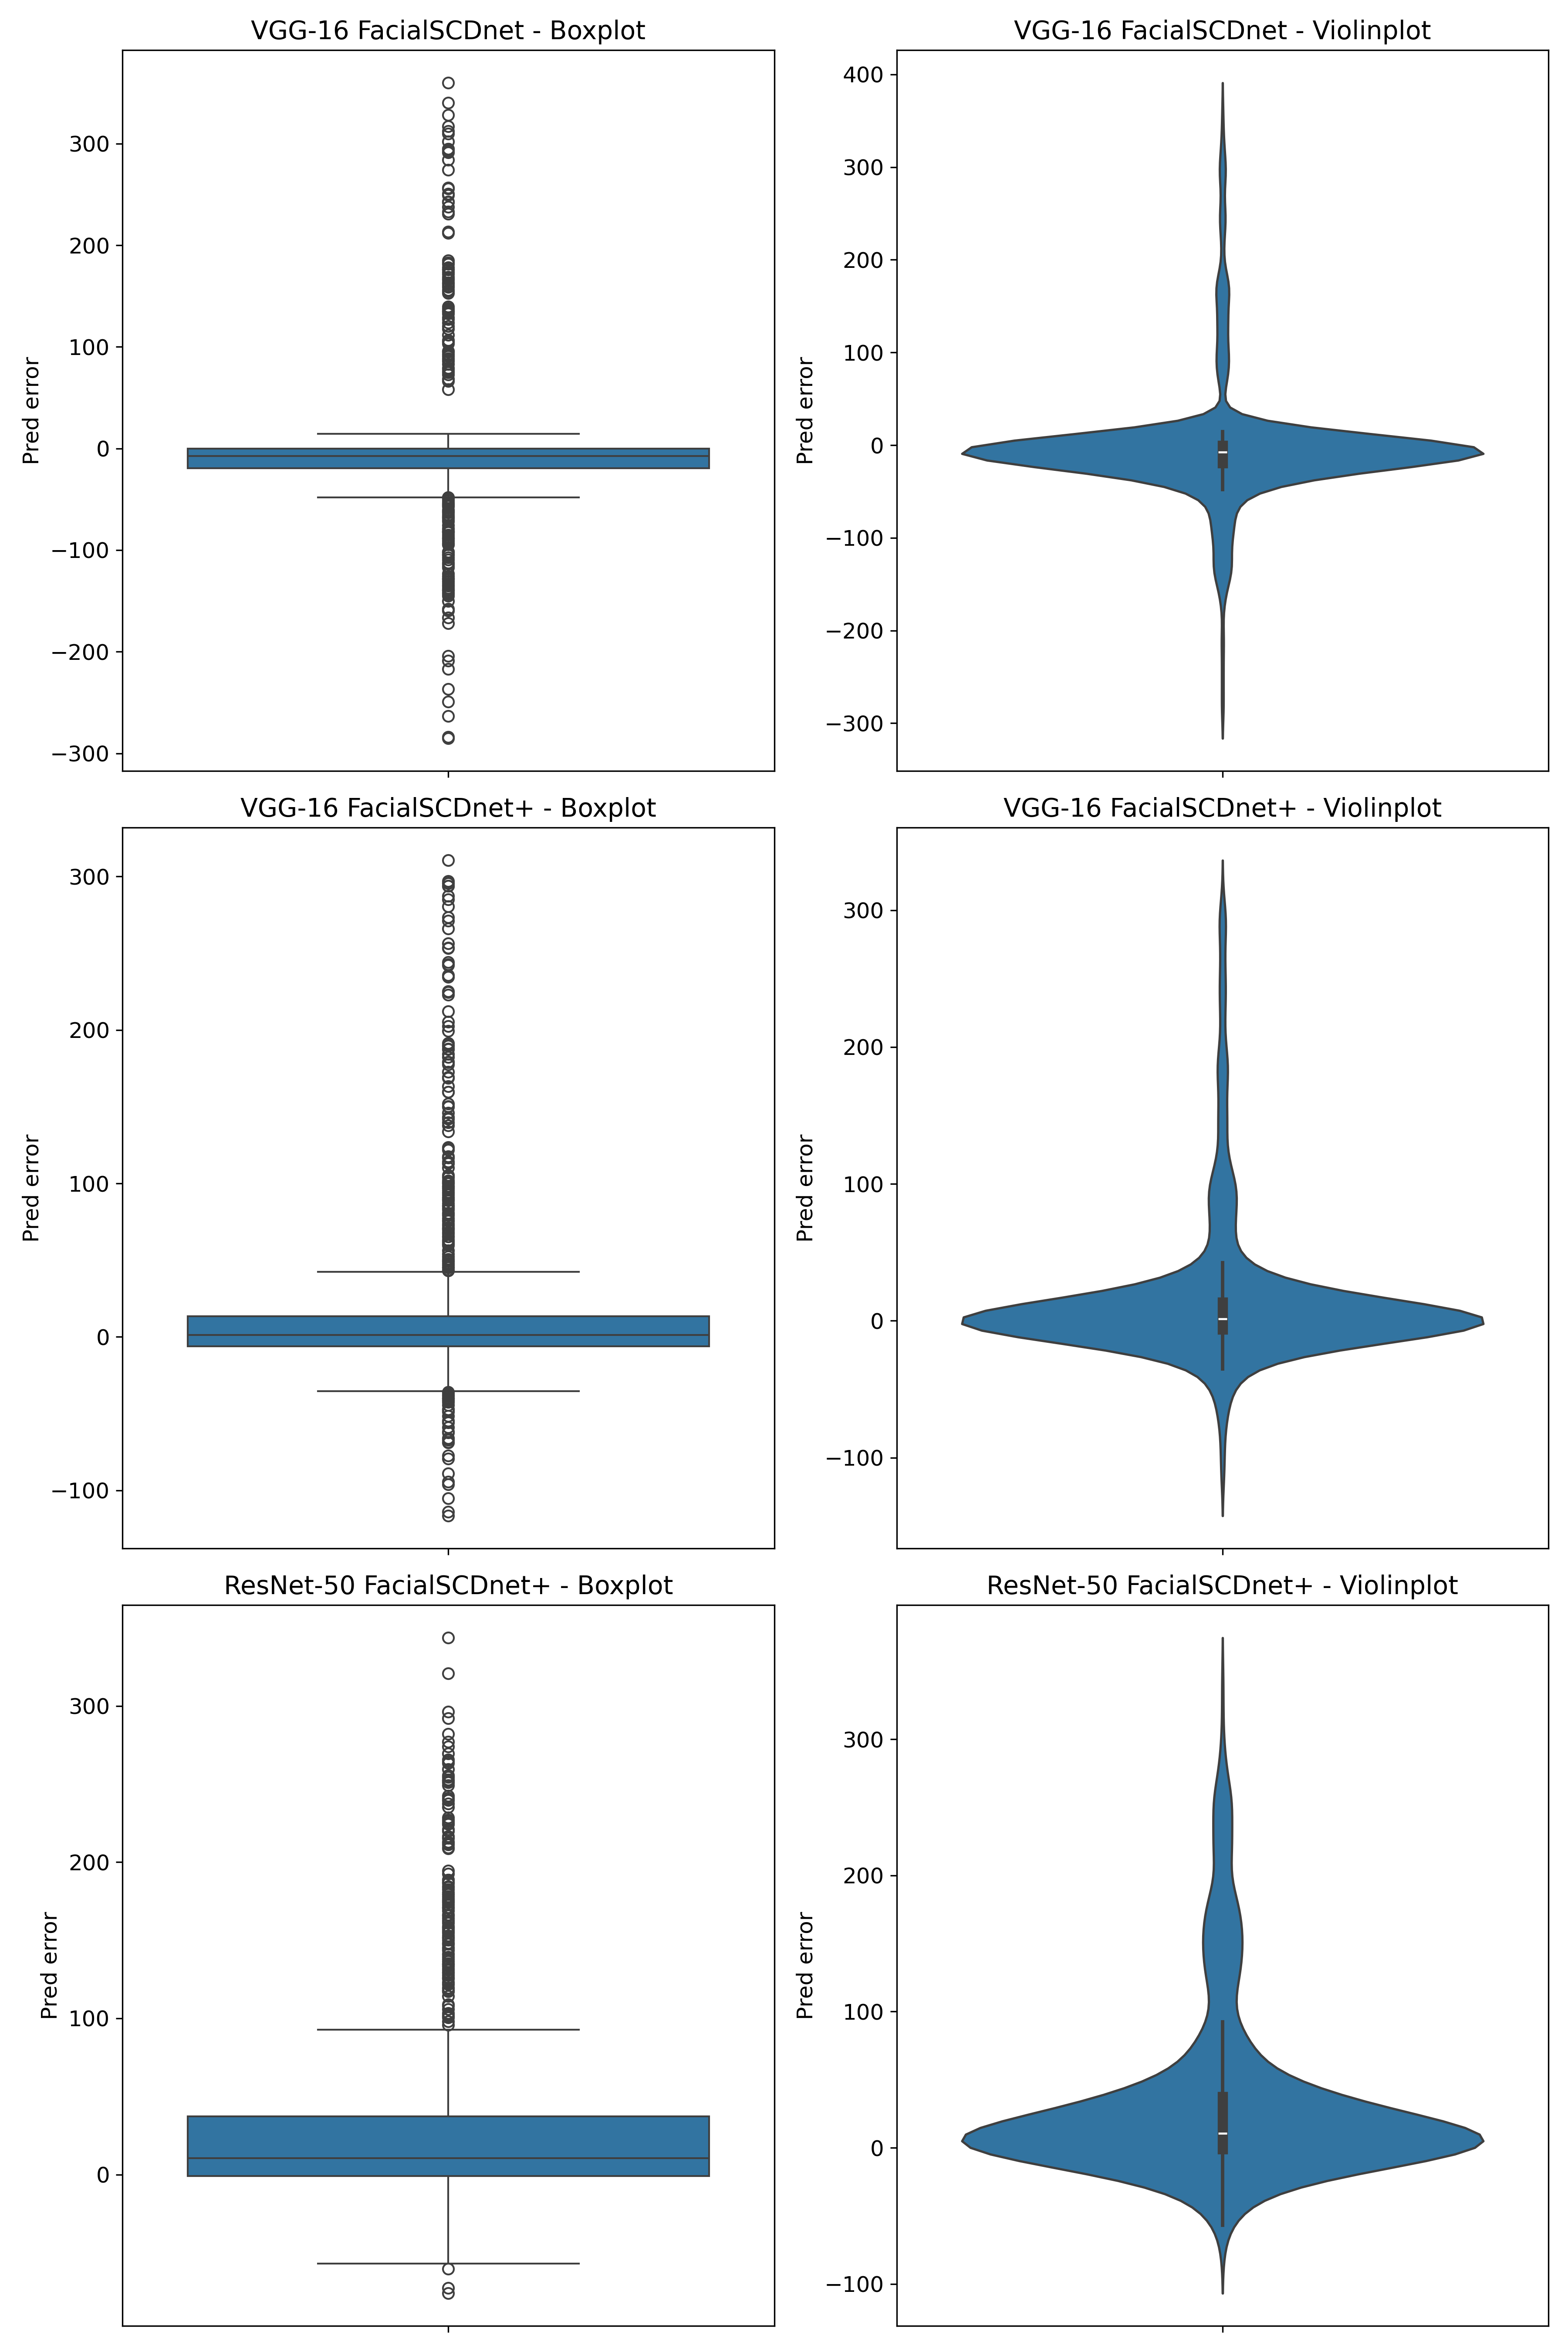 VGG-16 FacialSCDnet - Boxplot
Pred error
300
200
100
0
−100
−200
−300
VGG-16 FacialSCDnet - Violinplot
Pred error
400
300
200
100
0
−100
−200
−300
VGG-16 FacialSCDnet+ - Boxplot
Pred error
300
200
100
0
−100
VGG-16 FacialSCDnet+ - Violinplot
Pred error
300
200
100
0
−100
ResNet-50 FacialSCDnet+ - Boxplot
Pred error
300
200
100
0
ResNet-50 FacialSCDnet+ - Violinplot
Pred error
300
200
100
0
−100